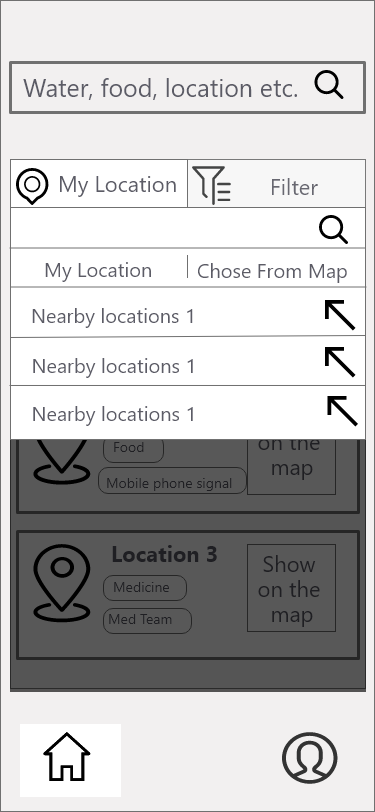 Water, food, location etc.
My Location
Filter
My Location
Chose From Map
Nearby locations 1
Nearby locations 1
Nearby locations 1
Food
Mobile phone signal
on the
map
Location 3
Medicine
Med Team
Show
on the
map